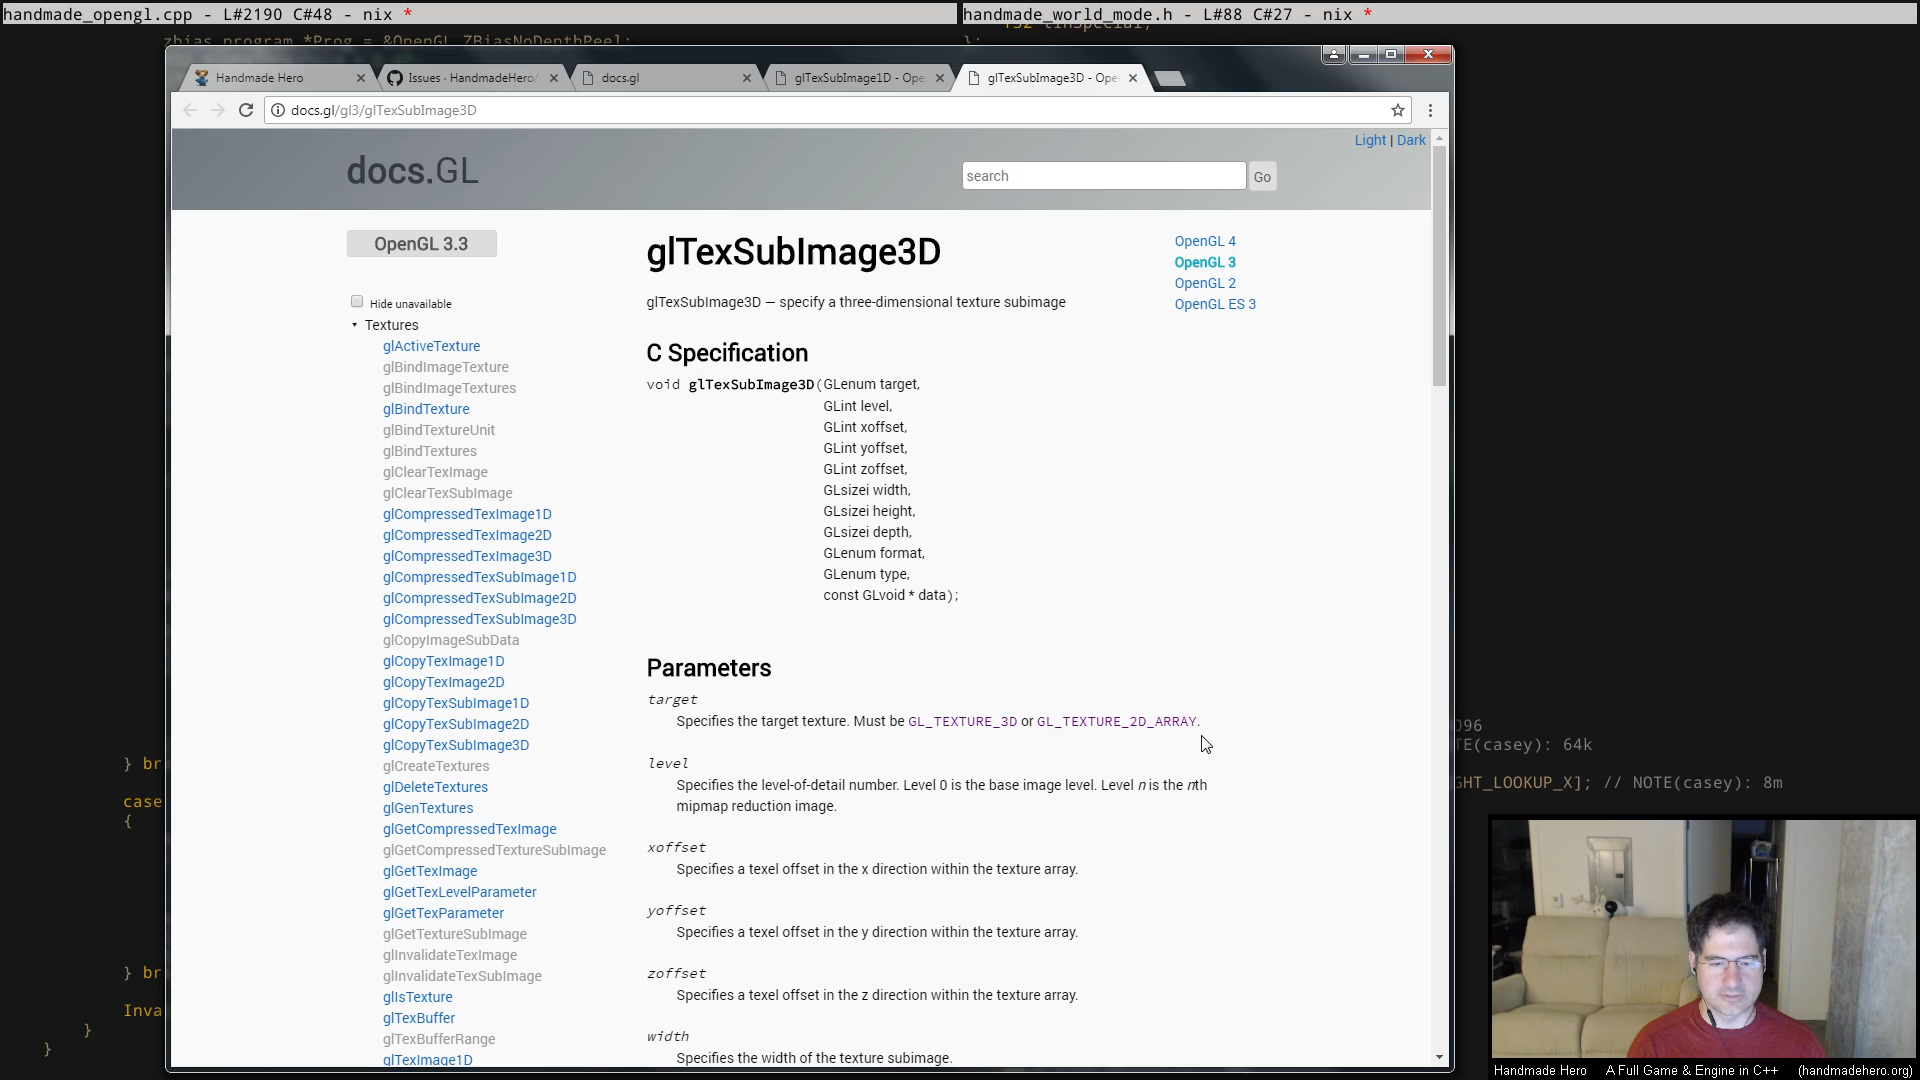 handmade_opengl.cpp - L#2190 C#48 - nix *
handmade_world_mode.h - L#88 C#27 - nix *
zbias_program *Prog = &OpenGL_ZBiasNoDepthPeel;
};
Handmade Hero
Issues · HandmadeHero/
docs.gl
glTexSubImage1D - Ope
glTexSubImage3D - Ope
docs.gl/gl3/glTexSubImage3D
Light | Dark
docs.GL
search
Go
OpenGL 3.3
Hide unavailable
Textures
glActiveTexture
glBindImageTexture
glBindImageTextures
glBindTexture
glBindTextureUnit
glBindTextures
glClearTexImage
glClearTexSubImage
glCompressedTexImage1D
glCompressedTexImage2D
glCompressedTexImage3D
glCompressedTexSubImage1D
glCompressedTexSubImage2D
glCompressedTexSubImage3D
glCopyImageSubData
glCopyTexImage1D
glCopyTexImage2D
glCopyTexSubImage1D
glCopyTexSubImage2D
glCopyTexSubImage3D
glCreateTextures
glDeleteTextures
glGenTextures
glGetCompressedTexImage
glGetCompressedTextureSubImage
glGetTexImage
glGetTexLevelParameter
glGetTexParameter
glGetTextureSubImage
glInvalidateTexImage
glInvalidateTexSubImage
glIsTexture
glTexBuffer
glTexBufferRange
glTexImage1D
glTexSubImage3D
glTexSubImage3D — specify a three-dimensional texture subimage
C Specification
void glTexSubImage3D(GLenum target,
GLint level,
GLint xoffset,
GLint yoffset,
GLint zoffset,
GLsizei width,
GLsizei height,
GLsizei depth,
GLenum format,
GLenum type,
const GLvoid * data);
Parameters
target
Specifies the target texture. Must be GL_TEXTURE_3D or GL_TEXTURE_2D_ARRAY.
level
Specifies the level-of-detail number. Level 0 is the base image level. Level n is the nth
mipmap reduction image.
xoffset
Specifies a texel offset in the x direction within the texture array.
yoffset
Specifies a texel offset in the y direction within the texture array.
zoffset
Specifies a texel offset in the z direction within the texture array.
width
Specifies the width of the texture subimage.
OpenGL 4
OpenGL 3
OpenGL 2
OpenGL ES 3
} br
case
{
} br
Inva
}
}
096
TE(casey): 64k
GHT_LOOKUP_X]; // NOTE(casey): 8m
Handmade Hero A Full Game & Engine in C++ (handmadehero.org)